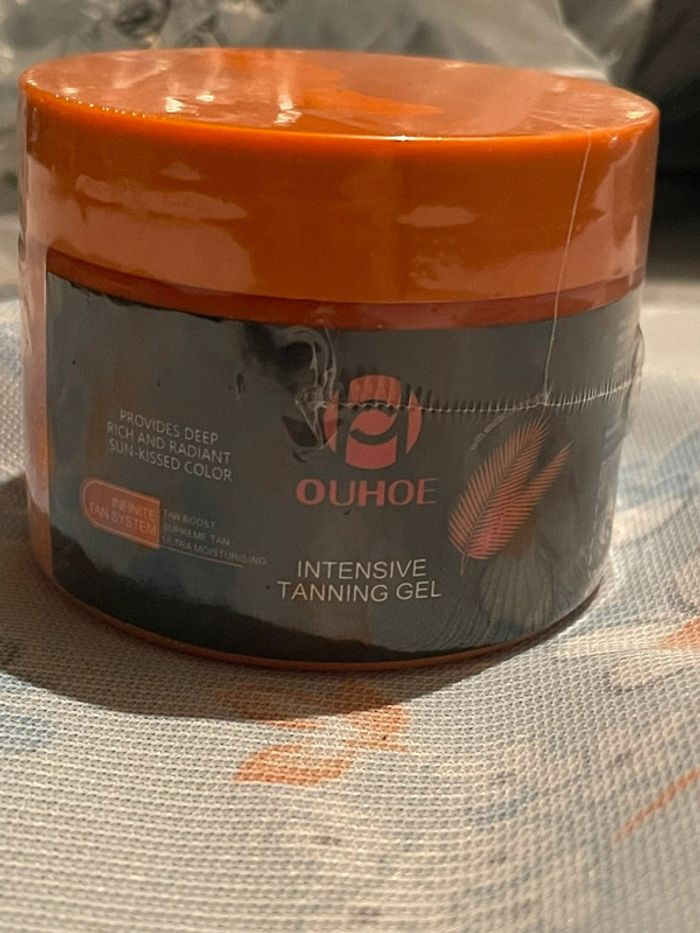 PROVIDES DEEP
RICH AND RADIANT
SUN-KISSED COLOR
INFINITE
TAN SYSTEM
TAN BOOST
SUPREME TAN
ULTRA MOISTURISING
OUHOE
INTENSIVE
TANNING GEL